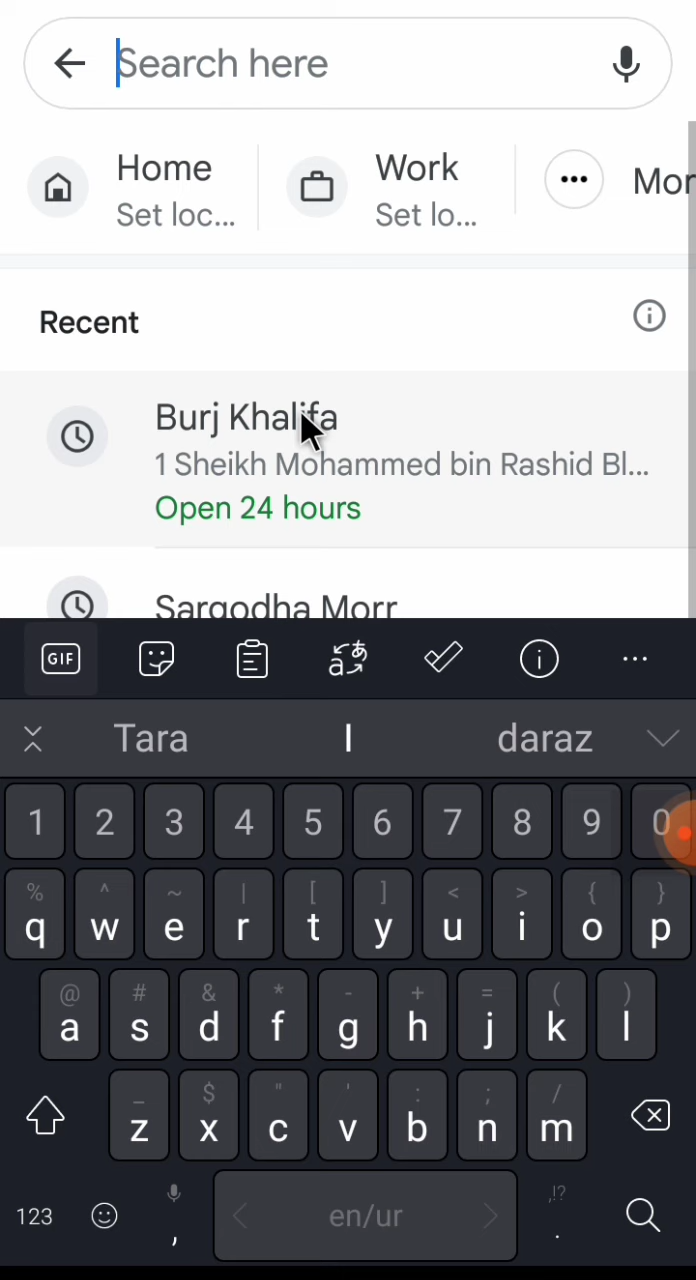 Search here
Home
Set loc...
Work
Set lo...
Mor
Recent
Burj Khalifa
1 Sheikh Mohammed bin Rashid Bl...
Open 24 hours
Sargodha Morr
GIF
Tara
I
daraz
1 2 3 4 5 6 7 8 9 0
% ^ ~ | [ ] < > { }
q w e r t y u i o p
@ # & * - + = ( )
a s d f g h j k l
_ $ " ' : ; /
z x c v b n m
,!?
123
,
en/ur
.